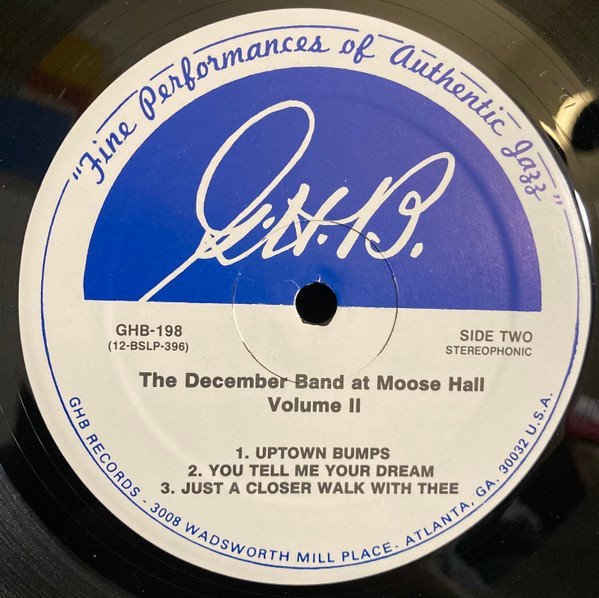 "Fine Performances of Authentic Jazz"
G.H.B.
GHB-198
(12-BSLP-396)
SIDE TWO
STEREOPHONIC
The December Band at Moose Hall
Volume II
1. UPTOWN BUMPS
2. YOU TELL ME YOUR DREAM
3. JUST A CLOSER WALK WITH THEE
GHB RECORDS - 3008 WADSWORTH MILL PLACE- ATLANTA, GA. 30032 U.S.A.